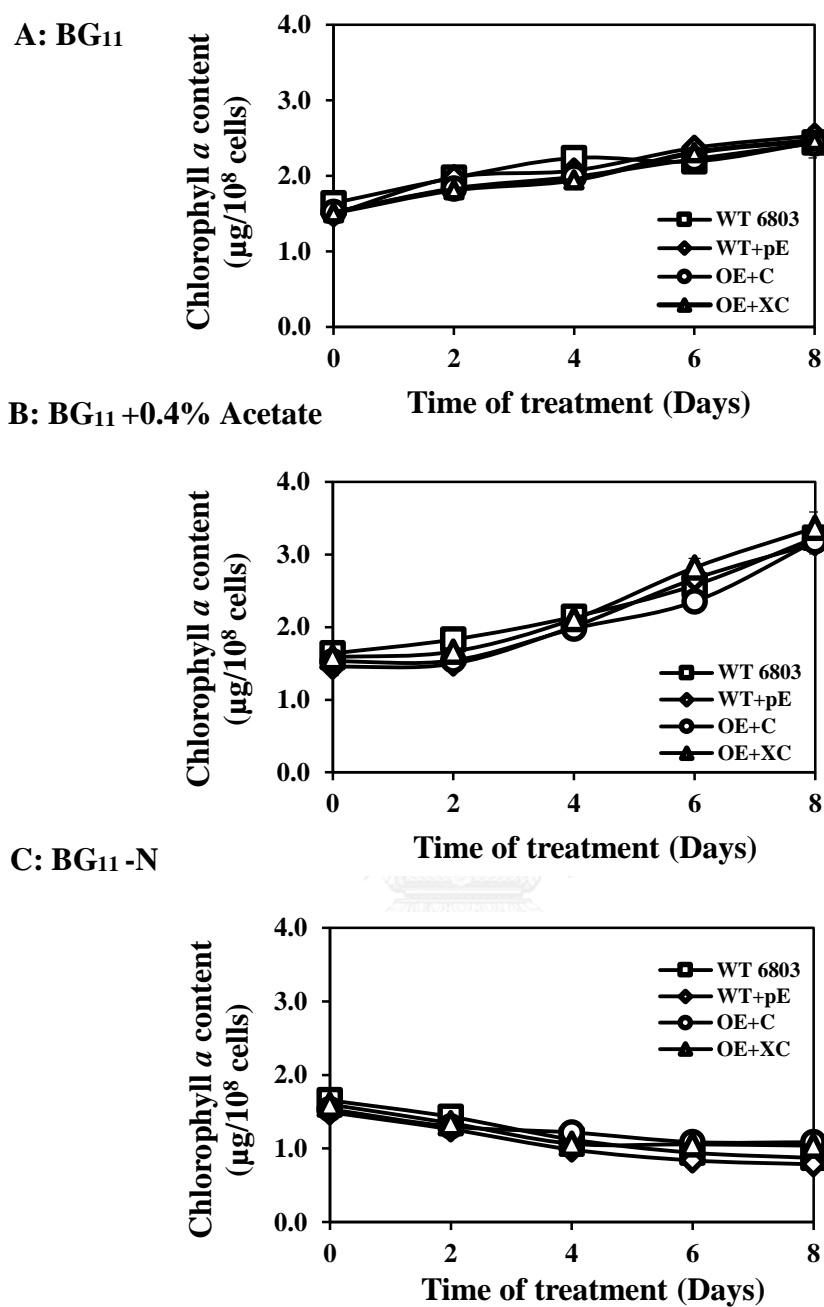 A: BG₁₁
Chlorophyll a content
(µg/10⁸ cells)
4.0
3.0
2.0
1.0
0.0
WT 6803
WT+pE
OE+C
OE+XC
0 2 4 6 8
Time of treatment (Days)
B: BG₁₁ +0.4% Acetate
Chlorophyll a content
(µg/10⁸ cells)
4.0
3.0
2.0
1.0
0.0
WT 6803
WT+pE
OE+C
OE+XC
0 2 4 6 8
Time of treatment (Days)
C: BG₁₁ -N
Chlorophyll a content
(µg/10⁸ cells)
4.0
3.0
2.0
1.0
0.0
WT 6803
WT+pE
OE+C
OE+XC
0 2 4 6 8
Time of treatment (Days)